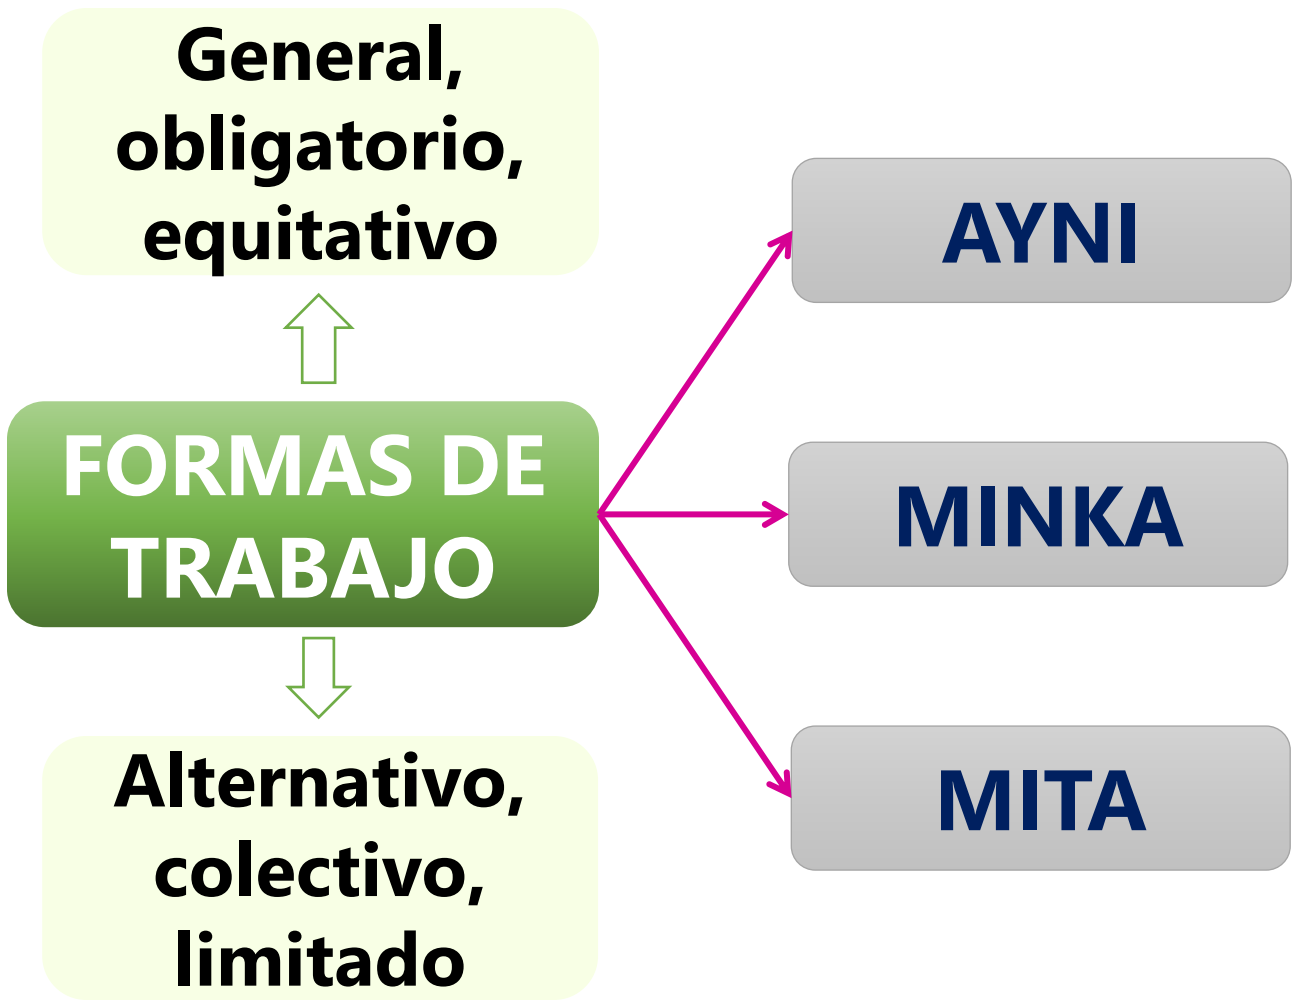 General,
obligatorio,
equitativo
FORMAS DE
TRABAJO
Alternativo,
colectivo,
limitado
AYNI
MINKA
MITA